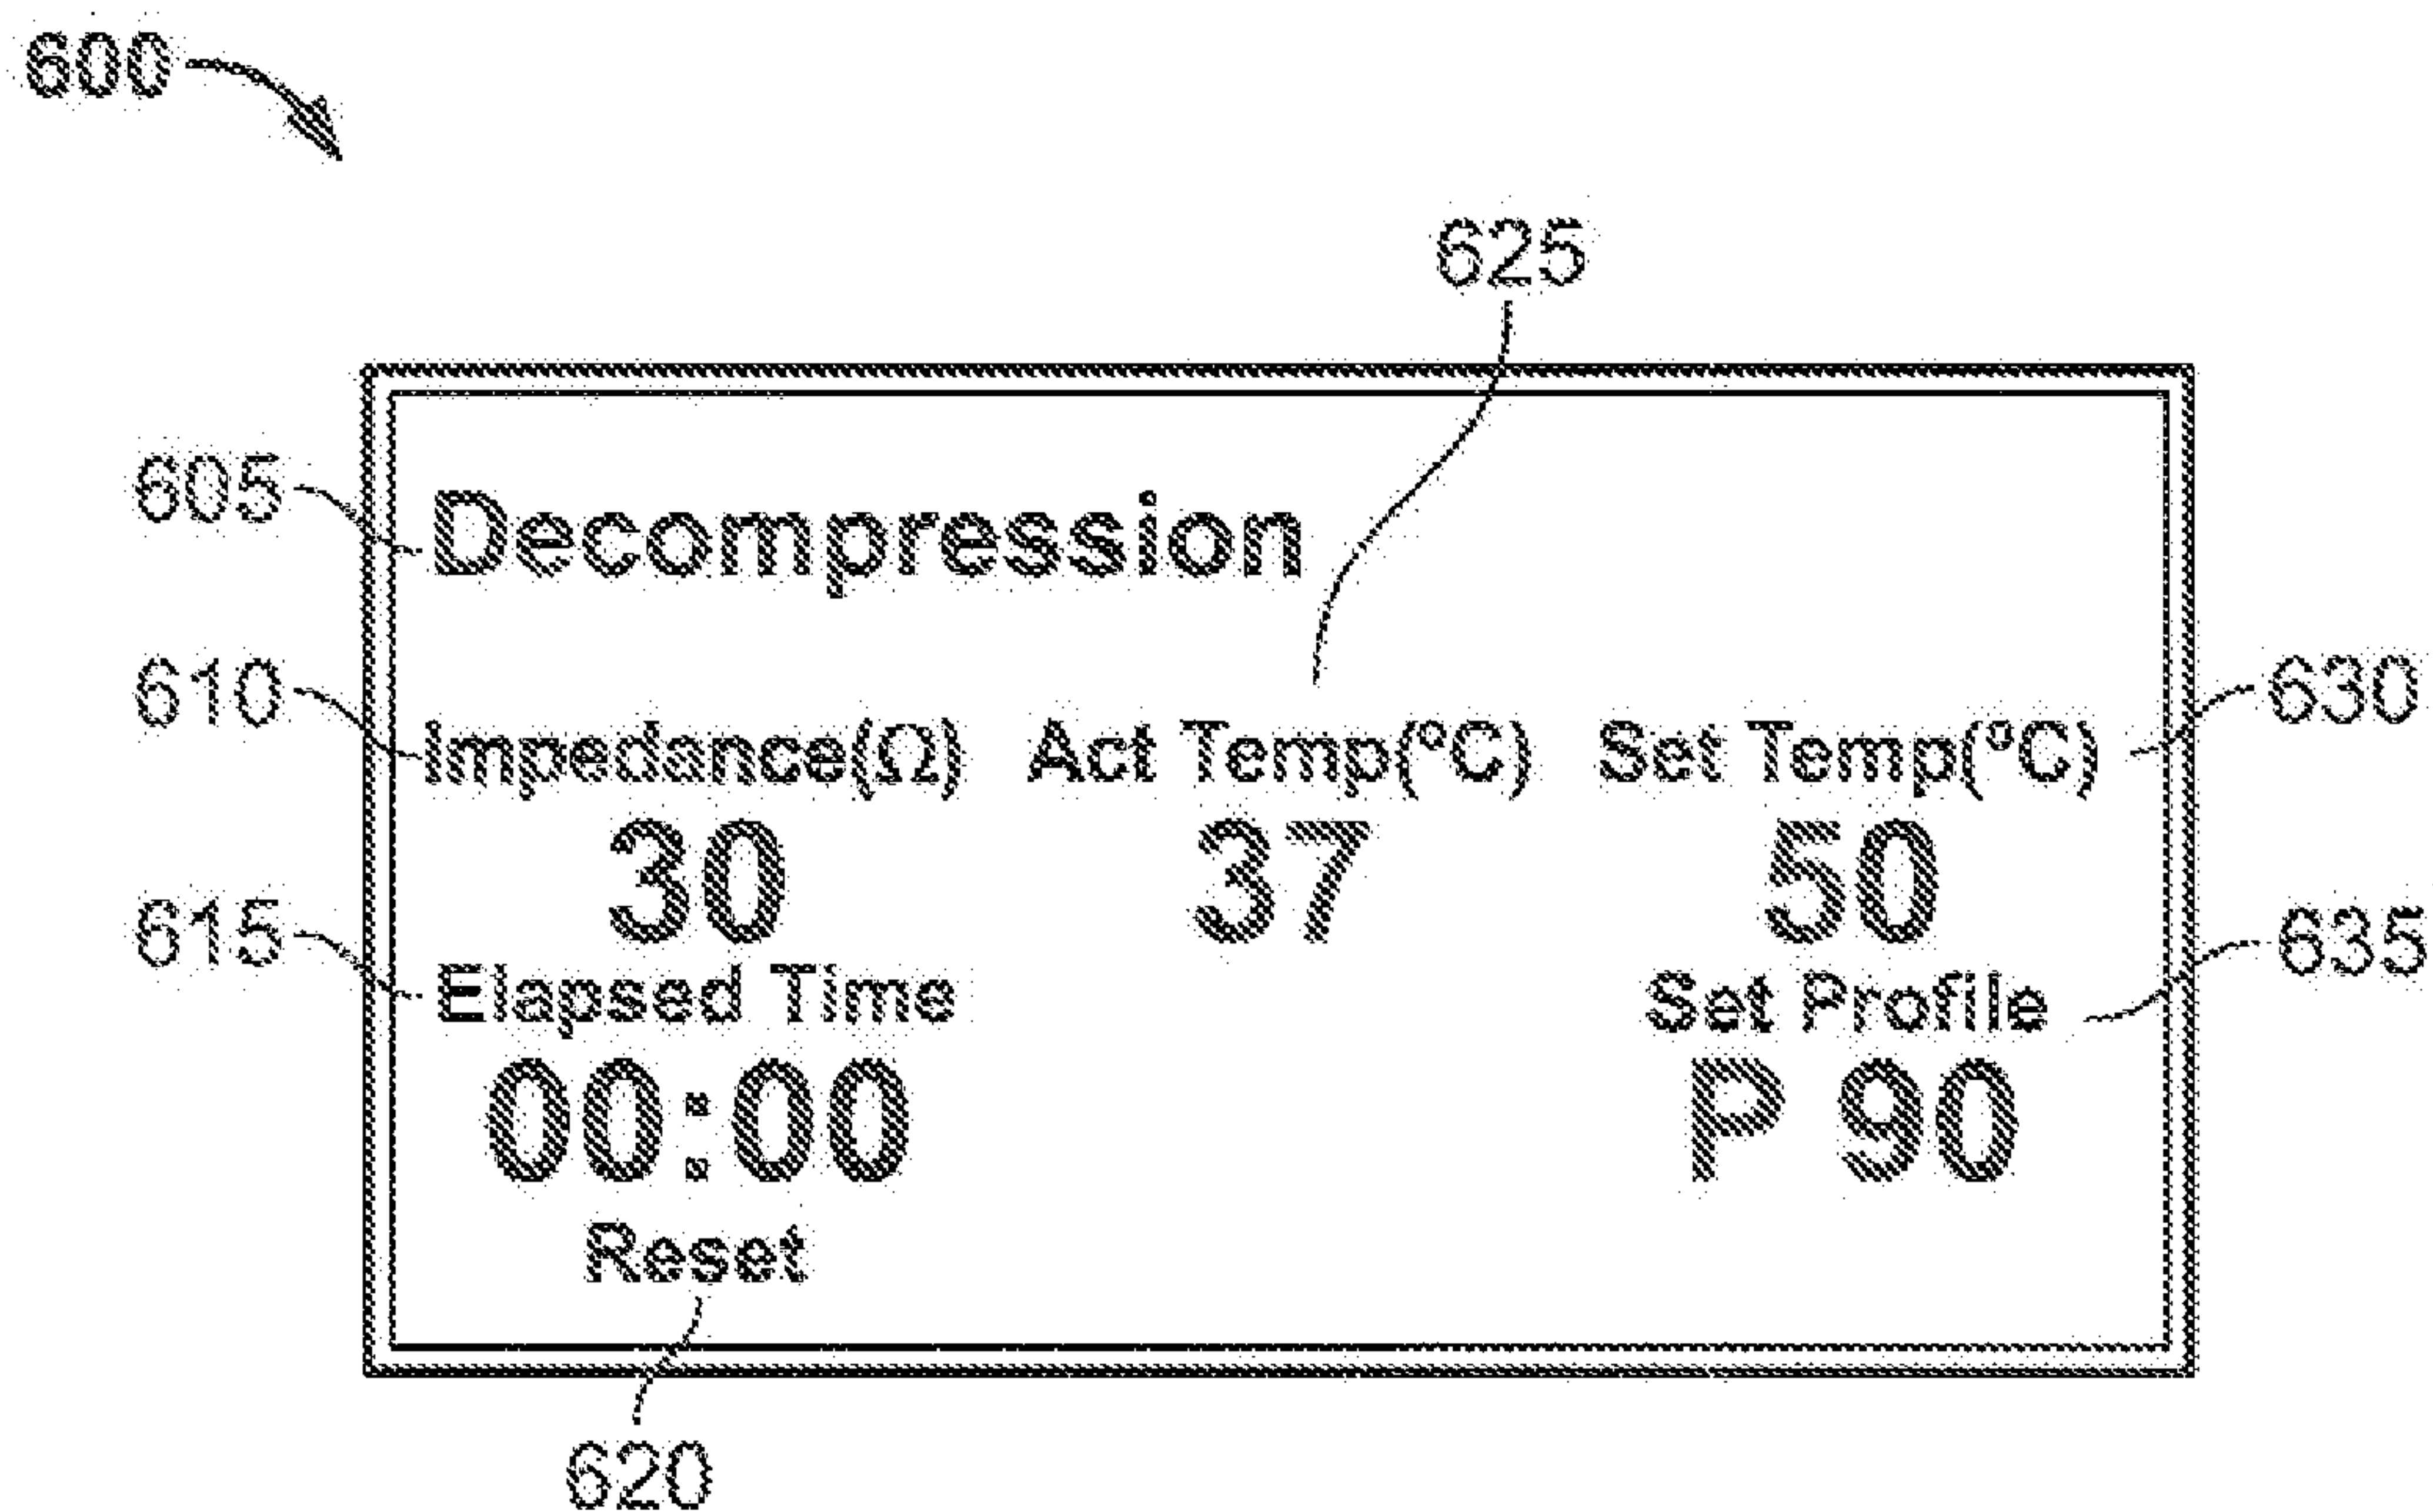 600
625
605 Decompression
610 630
Impedance(Ω) Act Temp(°C) Set Temp(°C)
30 37 50
615 635
Elapsed Time Set Profile
00:00 P 90
Reset
620